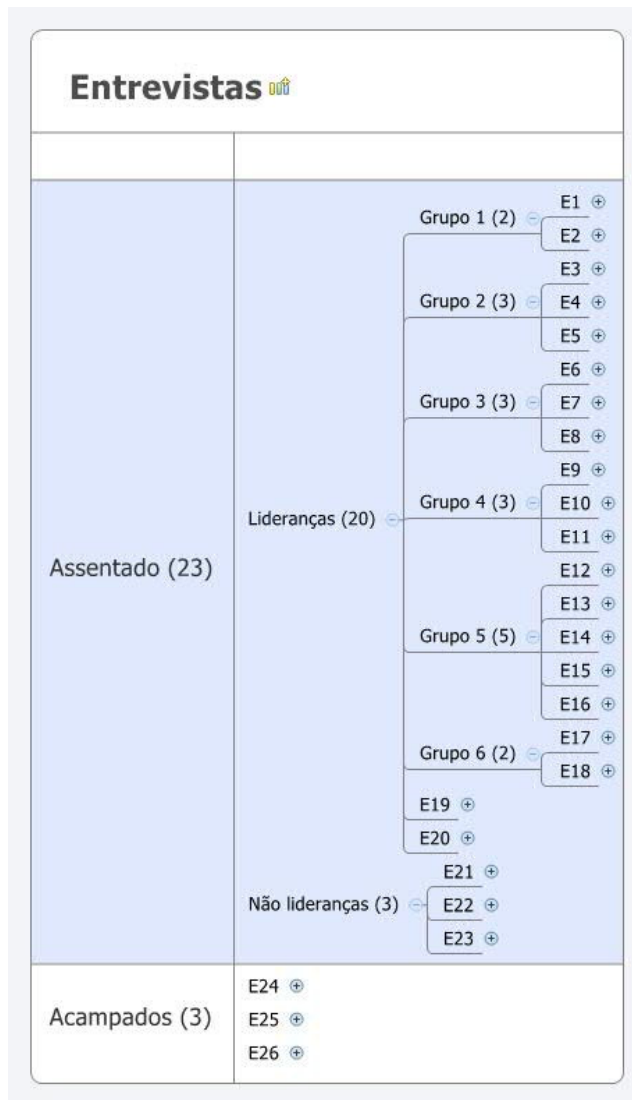 Entrevistas
E1
Grupo 1 (2)
E2
E3
Grupo 2 (3)
E4
E5
E6
Grupo 3 (3)
E7
E8
E9
Grupo 4 (3)
E10
Lideranças (20)
E11
Assentado (23)
E12
E13
Grupo 5 (5)
E14
E15
E16
E17
Grupo 6 (2)
E18
E19
E20
E21
Não lideranças (3)
E22
E23
E24
Acampados (3)
E25
E26